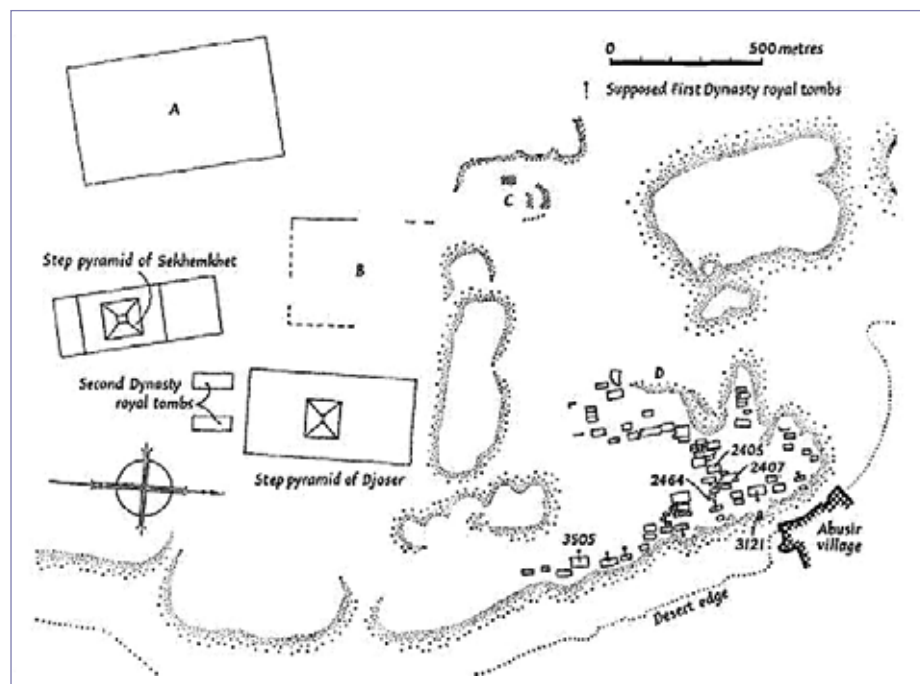 0 500 metres
↑ Supposed First Dynasty royal tombs
A
C
Step pyramid of Sekhemkhet
B
Second Dynasty
royal tombs
D
2405
2407
Step pyramid of Djoser
2464
3505
3121
Abusir
village
Desert edge